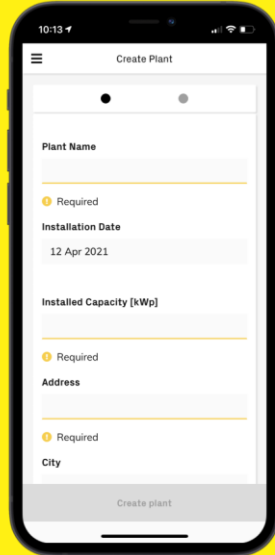 10:13
Create Plant
Plant Name
Required
Installation Date
12 Apr 2021
Installed Capacity [kWp]
Required
Address
Required
City
Create plant